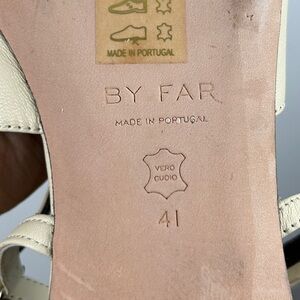 MADE IN PORTUGAL
BY FAR
MADE IN PORTUGAL
VERO
CUOIO
41